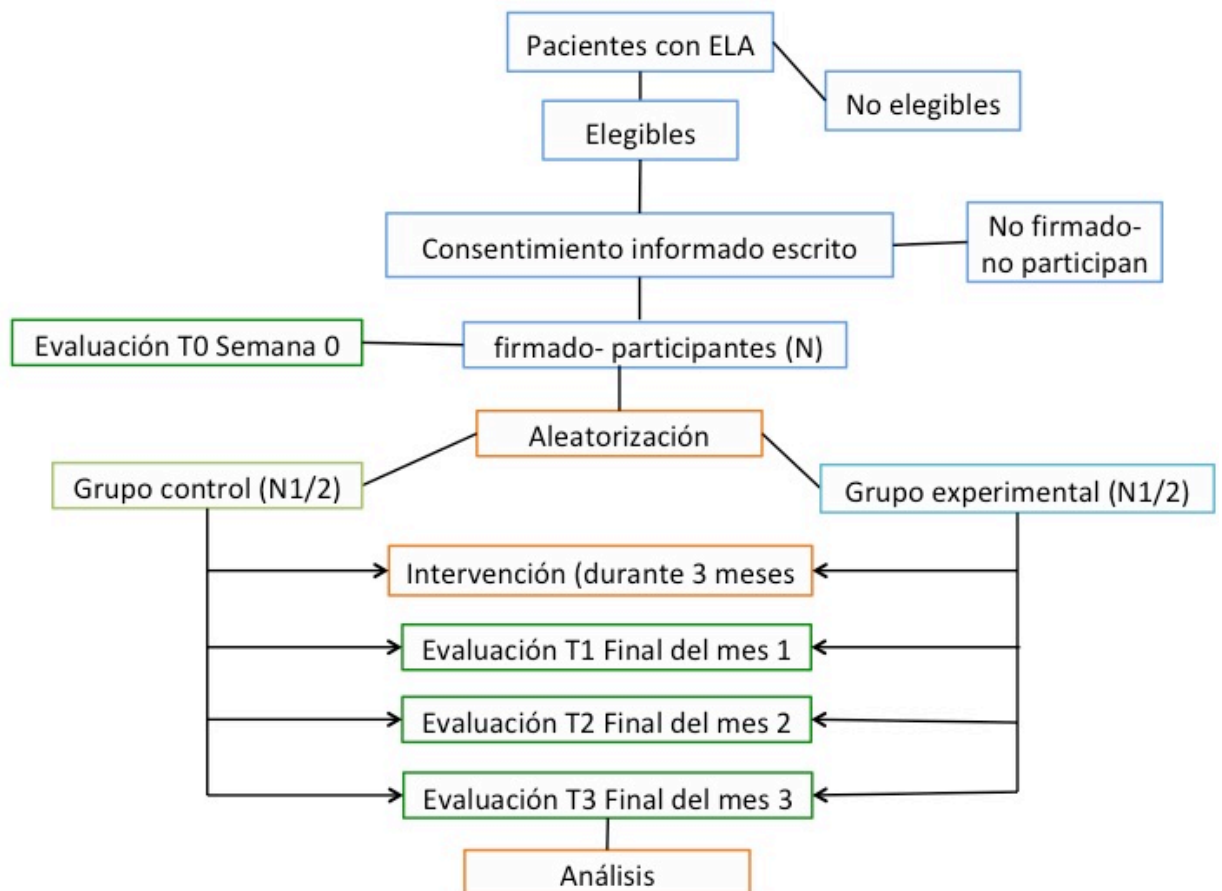 Pacientes con ELA
No elegibles
Elegibles
Consentimiento informado escrito
No firmado-
no participan
Evaluación T0 Semana 0
firmado- participantes (N)
Aleatorización
Grupo control (N1/2)
Grupo experimental (N1/2)
Intervención (durante 3 meses
Evaluación T1 Final del mes 1
Evaluación T2 Final del mes 2
Evaluación T3 Final del mes 3
Análisis